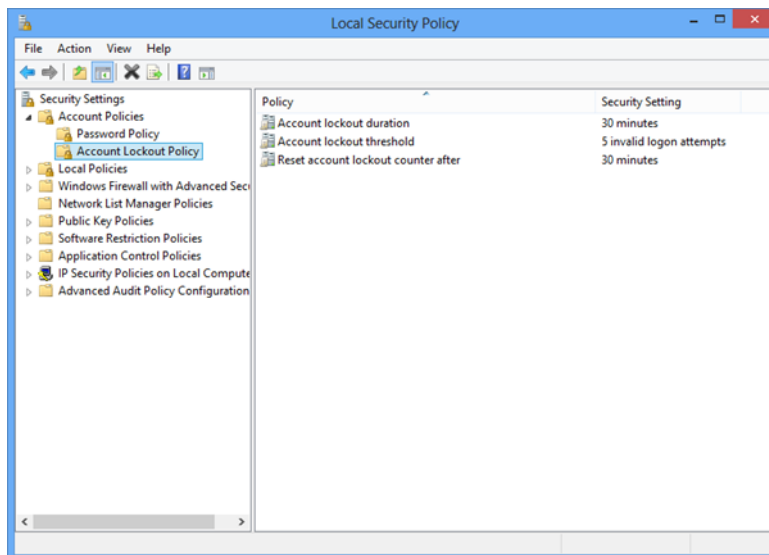 Local Security Policy
File Action View Help
Security Settings
Account Policies
Password Policy
Account Lockout Policy
Local Policies
Windows Firewall with Advanced Secu
Network List Manager Policies
Public Key Policies
Software Restriction Policies
Application Control Policies
IP Security Policies on Local Compute
Advanced Audit Policy Configuration
Policy Security Setting
Account lockout duration 30 minutes
Account lockout threshold 5 invalid logon attempts
Reset account lockout counter after 30 minutes